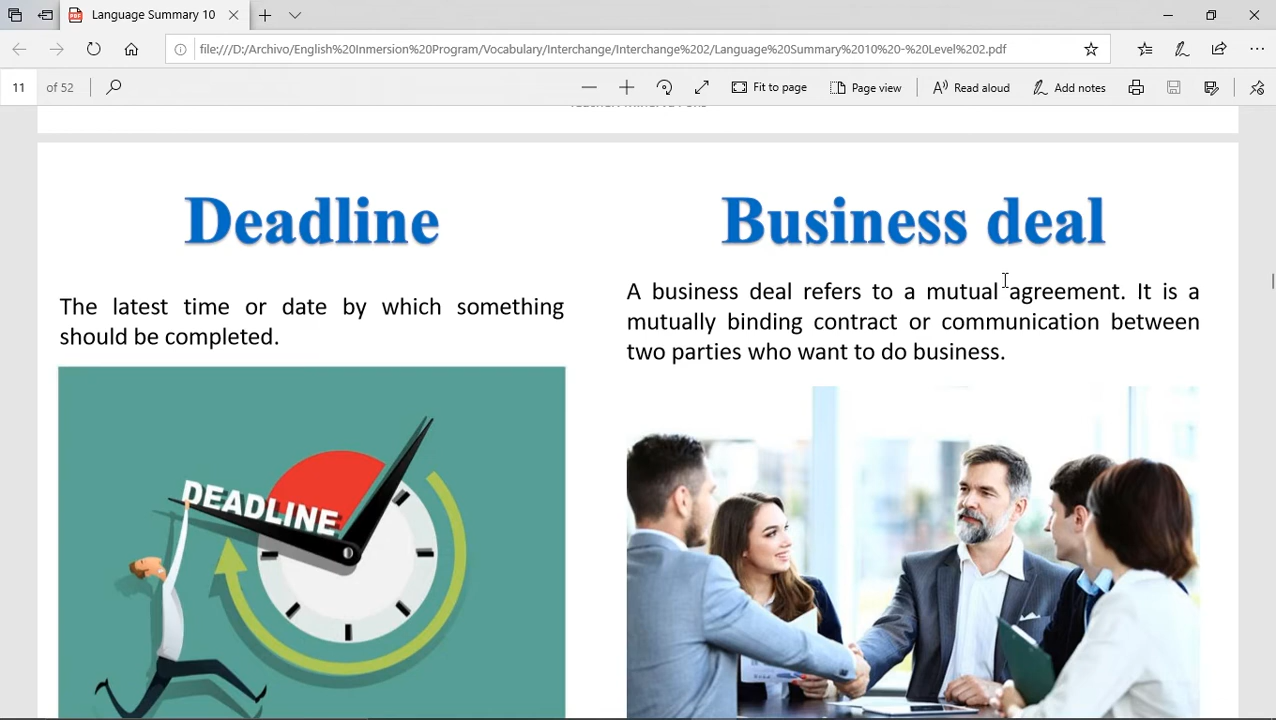 Language Summary 10
file:///D:/Archivo/English%20Inmersion%20Program/Vocabulary/Interchange/Interchange%202/Language%20Summary%2010%20-%20Level%202.pdf
11 of 52
Fit to page
Page view
Read aloud
Add notes
Deadline
The latest time or date by which something
should be completed.
DEADLINE
Business deal
A business deal refers to a mutual agreement. It is a
mutually binding contract or communication between
two parties who want to do business.